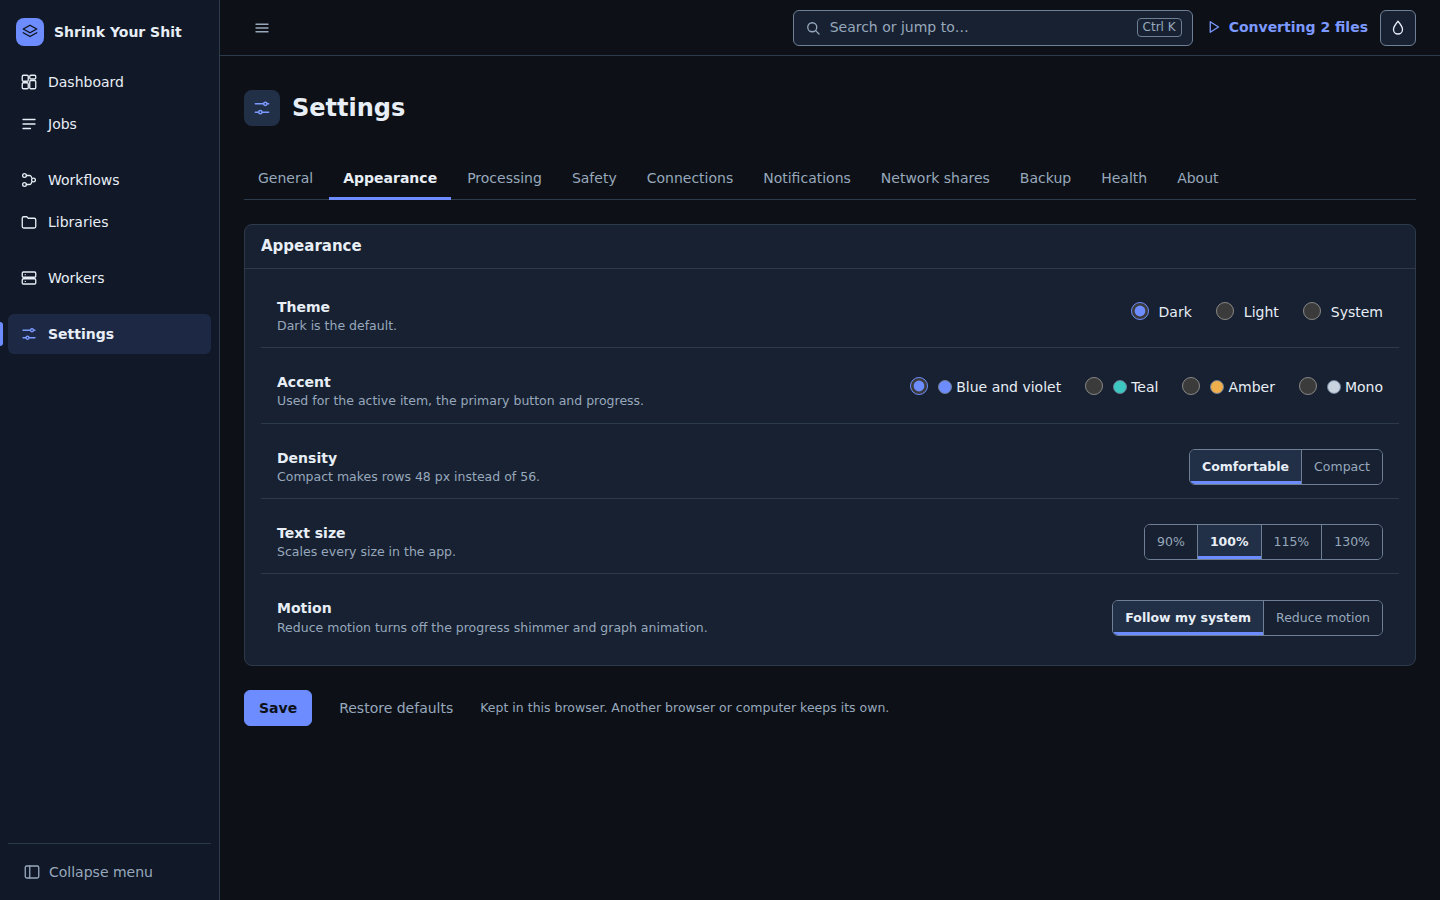 Shrink Your Shit
Search or jump to...
Ctrl K
Converting 2 files
Dashboard
Jobs
Workflows
Libraries
Workers
Settings
Collapse menu
Settings
General
Appearance
Processing
Safety
Connections
Notifications
Network shares
Backup
Health
About
Appearance
Theme
Dark is the default.
Dark
Light
System
Accent
Used for the active item, the primary button and progress.
Blue and violet
Teal
Amber
Mono
Density
Compact makes rows 48 px instead of 56.
Comfortable
Compact
Text size
Scales every size in the app.
90%
100%
115%
130%
Motion
Reduce motion turns off the progress shimmer and graph animation.
Follow my system
Reduce motion
Save
Restore defaults
Kept in this browser. Another browser or computer keeps its own.